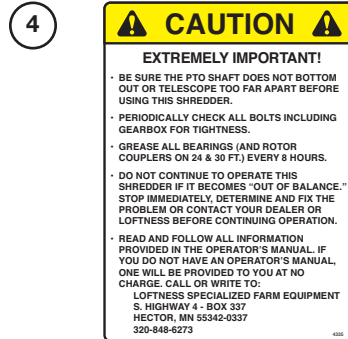 4
CAUTION
EXTREMELY IMPORTANT!
• BE SURE THE PTO SHAFT DOES NOT BOTTOM
OUT OR TELESCOPE TOO FAR APART BEFORE
USING THIS SHREDDER.
• PERIODICALLY CHECK ALL BOLTS INCLUDING
GEARBOX FOR TIGHTNESS.
• GREASE ALL BEARINGS (AND ROTOR
COUPLERS ON 24 & 30 FT.) EVERY 8 HOURS.
• DO NOT CONTINUE TO OPERATE THIS
SHREDDER IF IT BECOMES “OUT OF BALANCE.”
STOP IMMEDIATELY, DETERMINE AND FIX THE
PROBLEM OR CONTACT YOUR DEALER OR
LOFTNESS BEFORE CONTINUING OPERATION.
• READ AND FOLLOW ALL INFORMATION
PROVIDED IN THE OPERATOR’S MANUAL. IF
YOU DO NOT HAVE AN OPERATOR’S MANUAL,
ONE WILL BE PROVIDED TO YOU AT NO
CHARGE. CALL OR WRITE TO:
LOFTNESS SPECIALIZED FARM EQUIPMENT
S. HIGHWAY 4 - BOX 337
HECTOR, MN 55342-0337
320-848-6273
4335